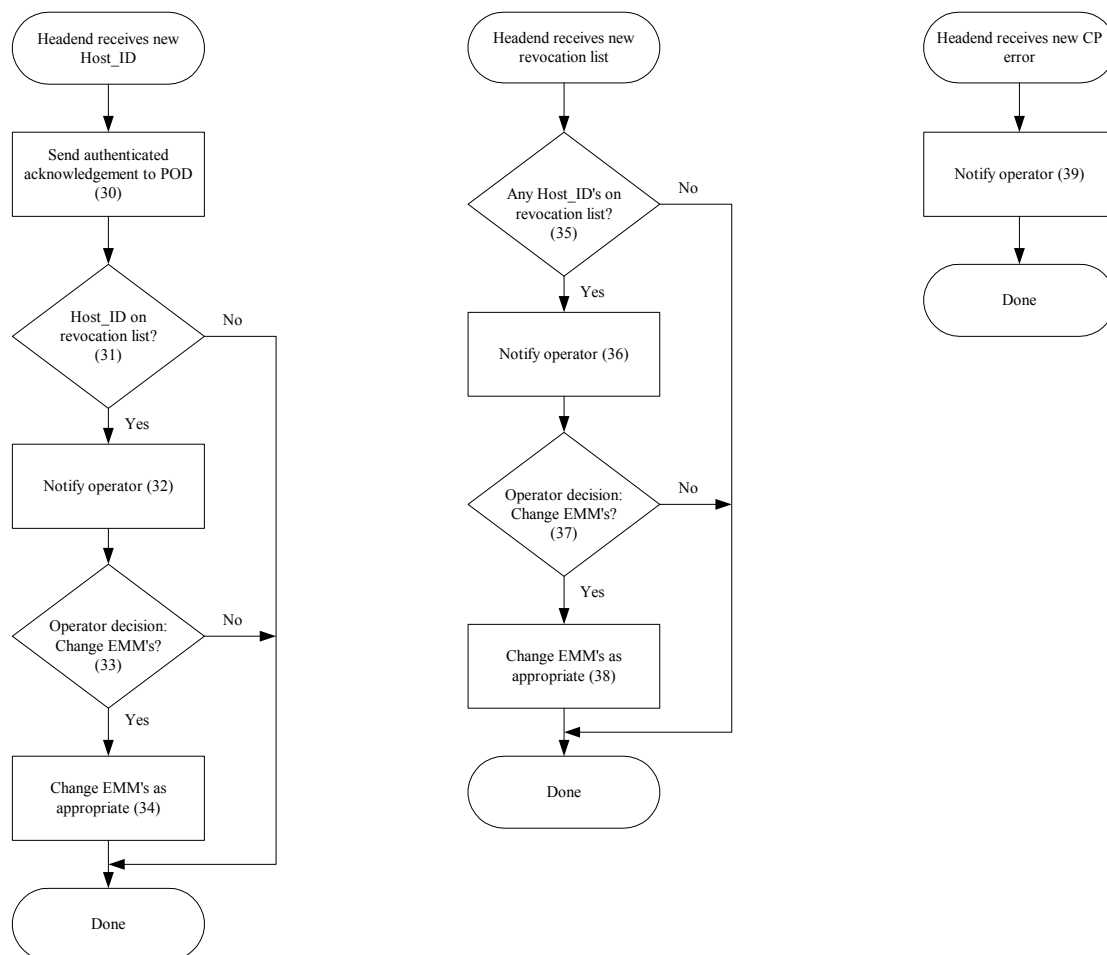 Headend receives new
Host_ID
Send authenticated
acknowledgement to POD
(30)
Host_ID on
revocation list?
(31)
No
Yes
Notify operator (32)
Operator decision:
Change EMM's?
(33)
No
Yes
Change EMM's as
appropriate (34)
Done
Headend receives new
revocation list
Any Host_ID's on
revocation list?
(35)
No
Yes
Notify operator (36)
Operator decision:
Change EMM's?
(37)
No
Yes
Change EMM's as
appropriate (38)
Done
Headend receives new CP
error
Notify operator (39)
Done